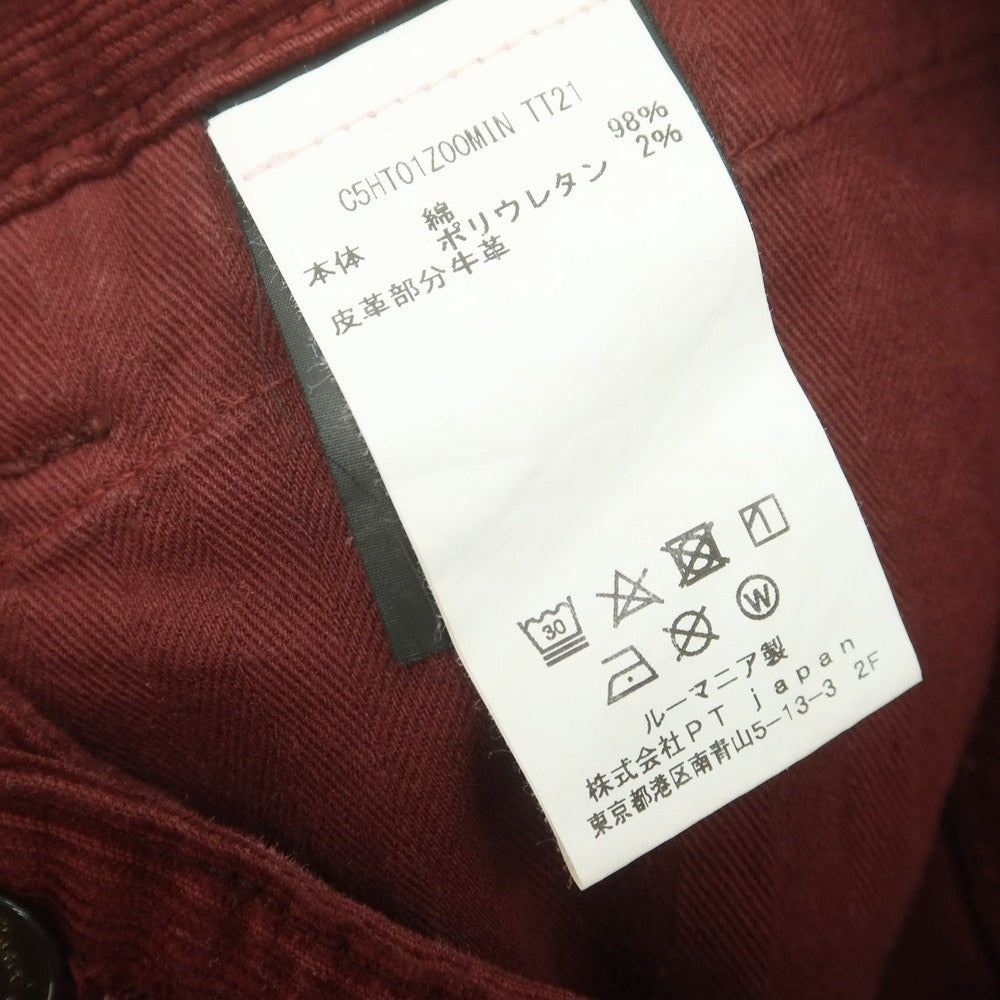 C5HT01Z00MIN TT21
本体 綿 98%
ポリウレタン 2%
皮革部分牛革
30
W
ルーマニア製
株式会社PT japan
東京都港区南青山5-13-3 2F